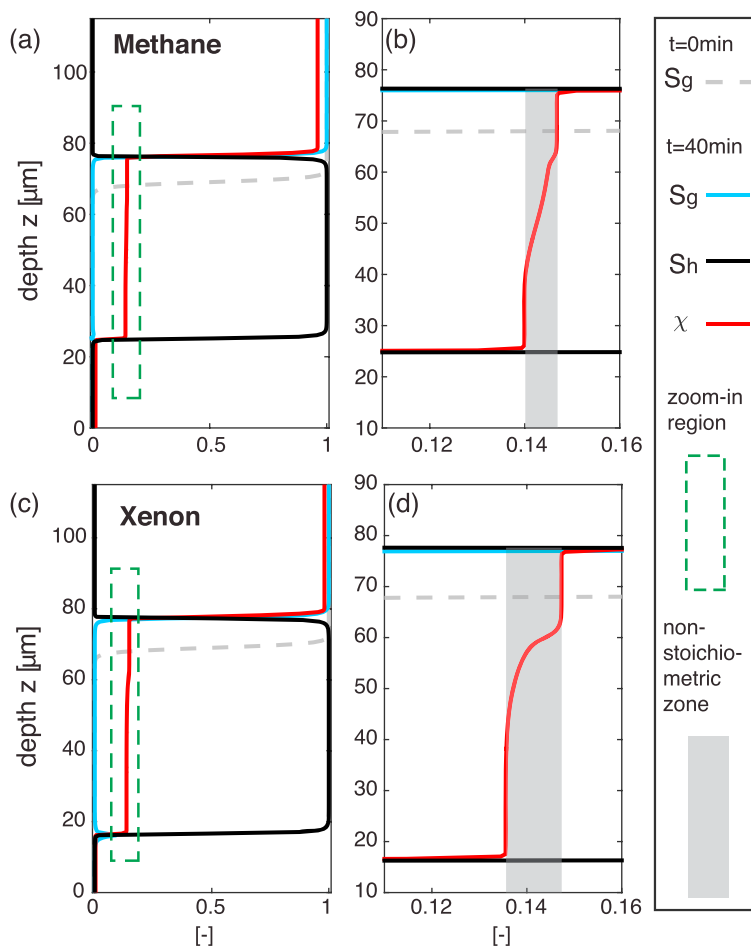 (a)
Methane
depth z [μm]
100
80
60
40
20
0
0
0.5
1
(b)
90
80
70
60
50
40
30
20
10
0.12
0.14
0.16
(c)
Xenon
depth z [μm]
100
80
60
40
20
0
0
0.5
1
[-]
(d)
90
80
70
60
50
40
30
20
10
0.12
0.14
0.16
[-]
t=0min
Sg
t=40min
Sg
Sh
χ
zoom-in
region
non-
stoichio-
metric
zone